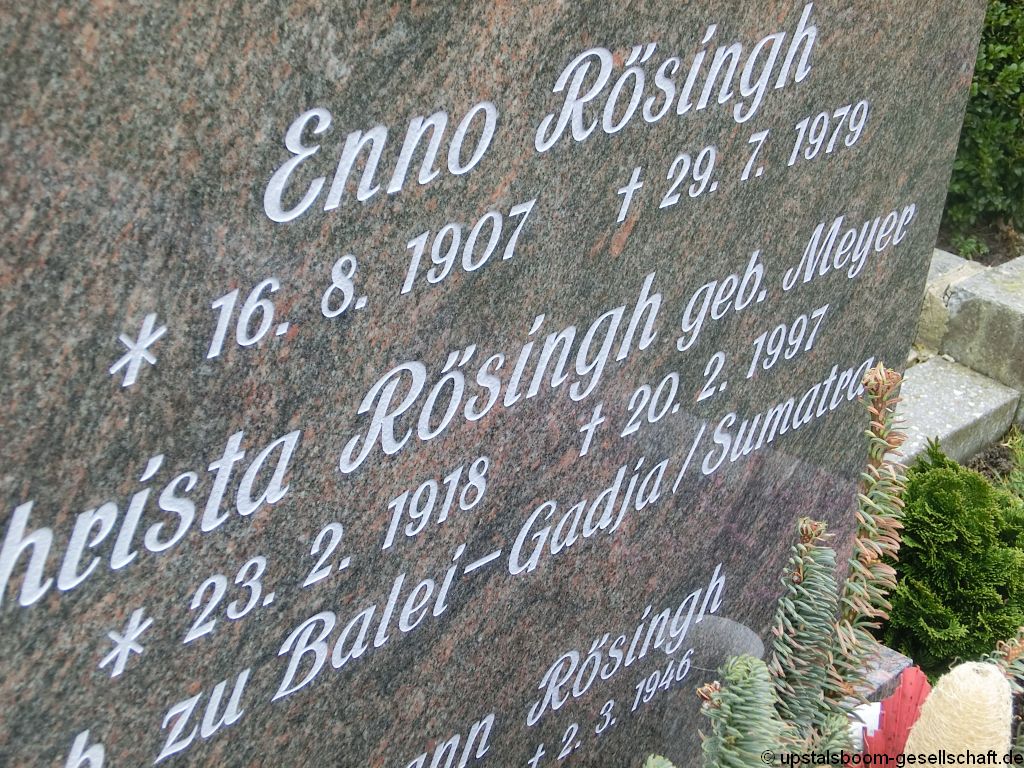 Enno Rösingh
* 16. 8. 1907 † 29. 7. 1979
hrista Rösingh geb. Meyer
* 23. 2. 1918 † 20. 2. 1997
zu Balei-Gadja/Sumatra
ann Rösingh
† 2. 3. 1946
© upstalsboom-gesellschaft.de